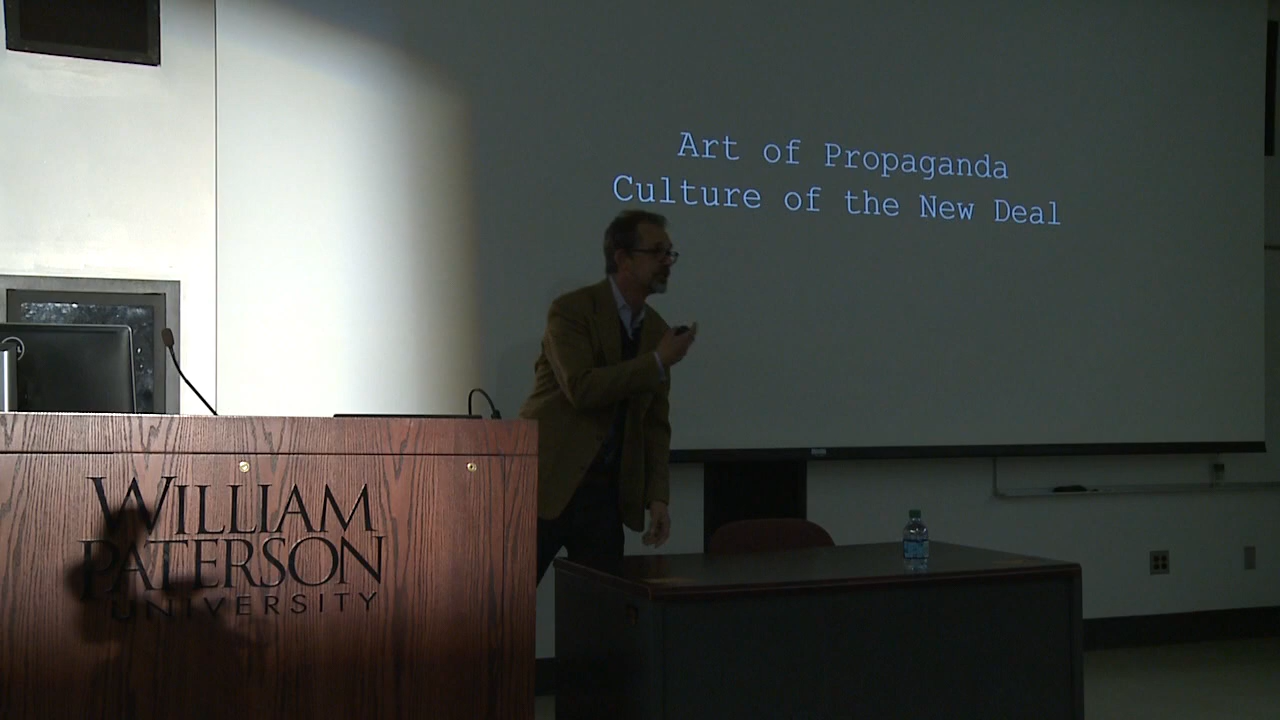 Art of Propaganda
Culture of the New Deal
WILLIAM
PATERSON
UNIVERSITY